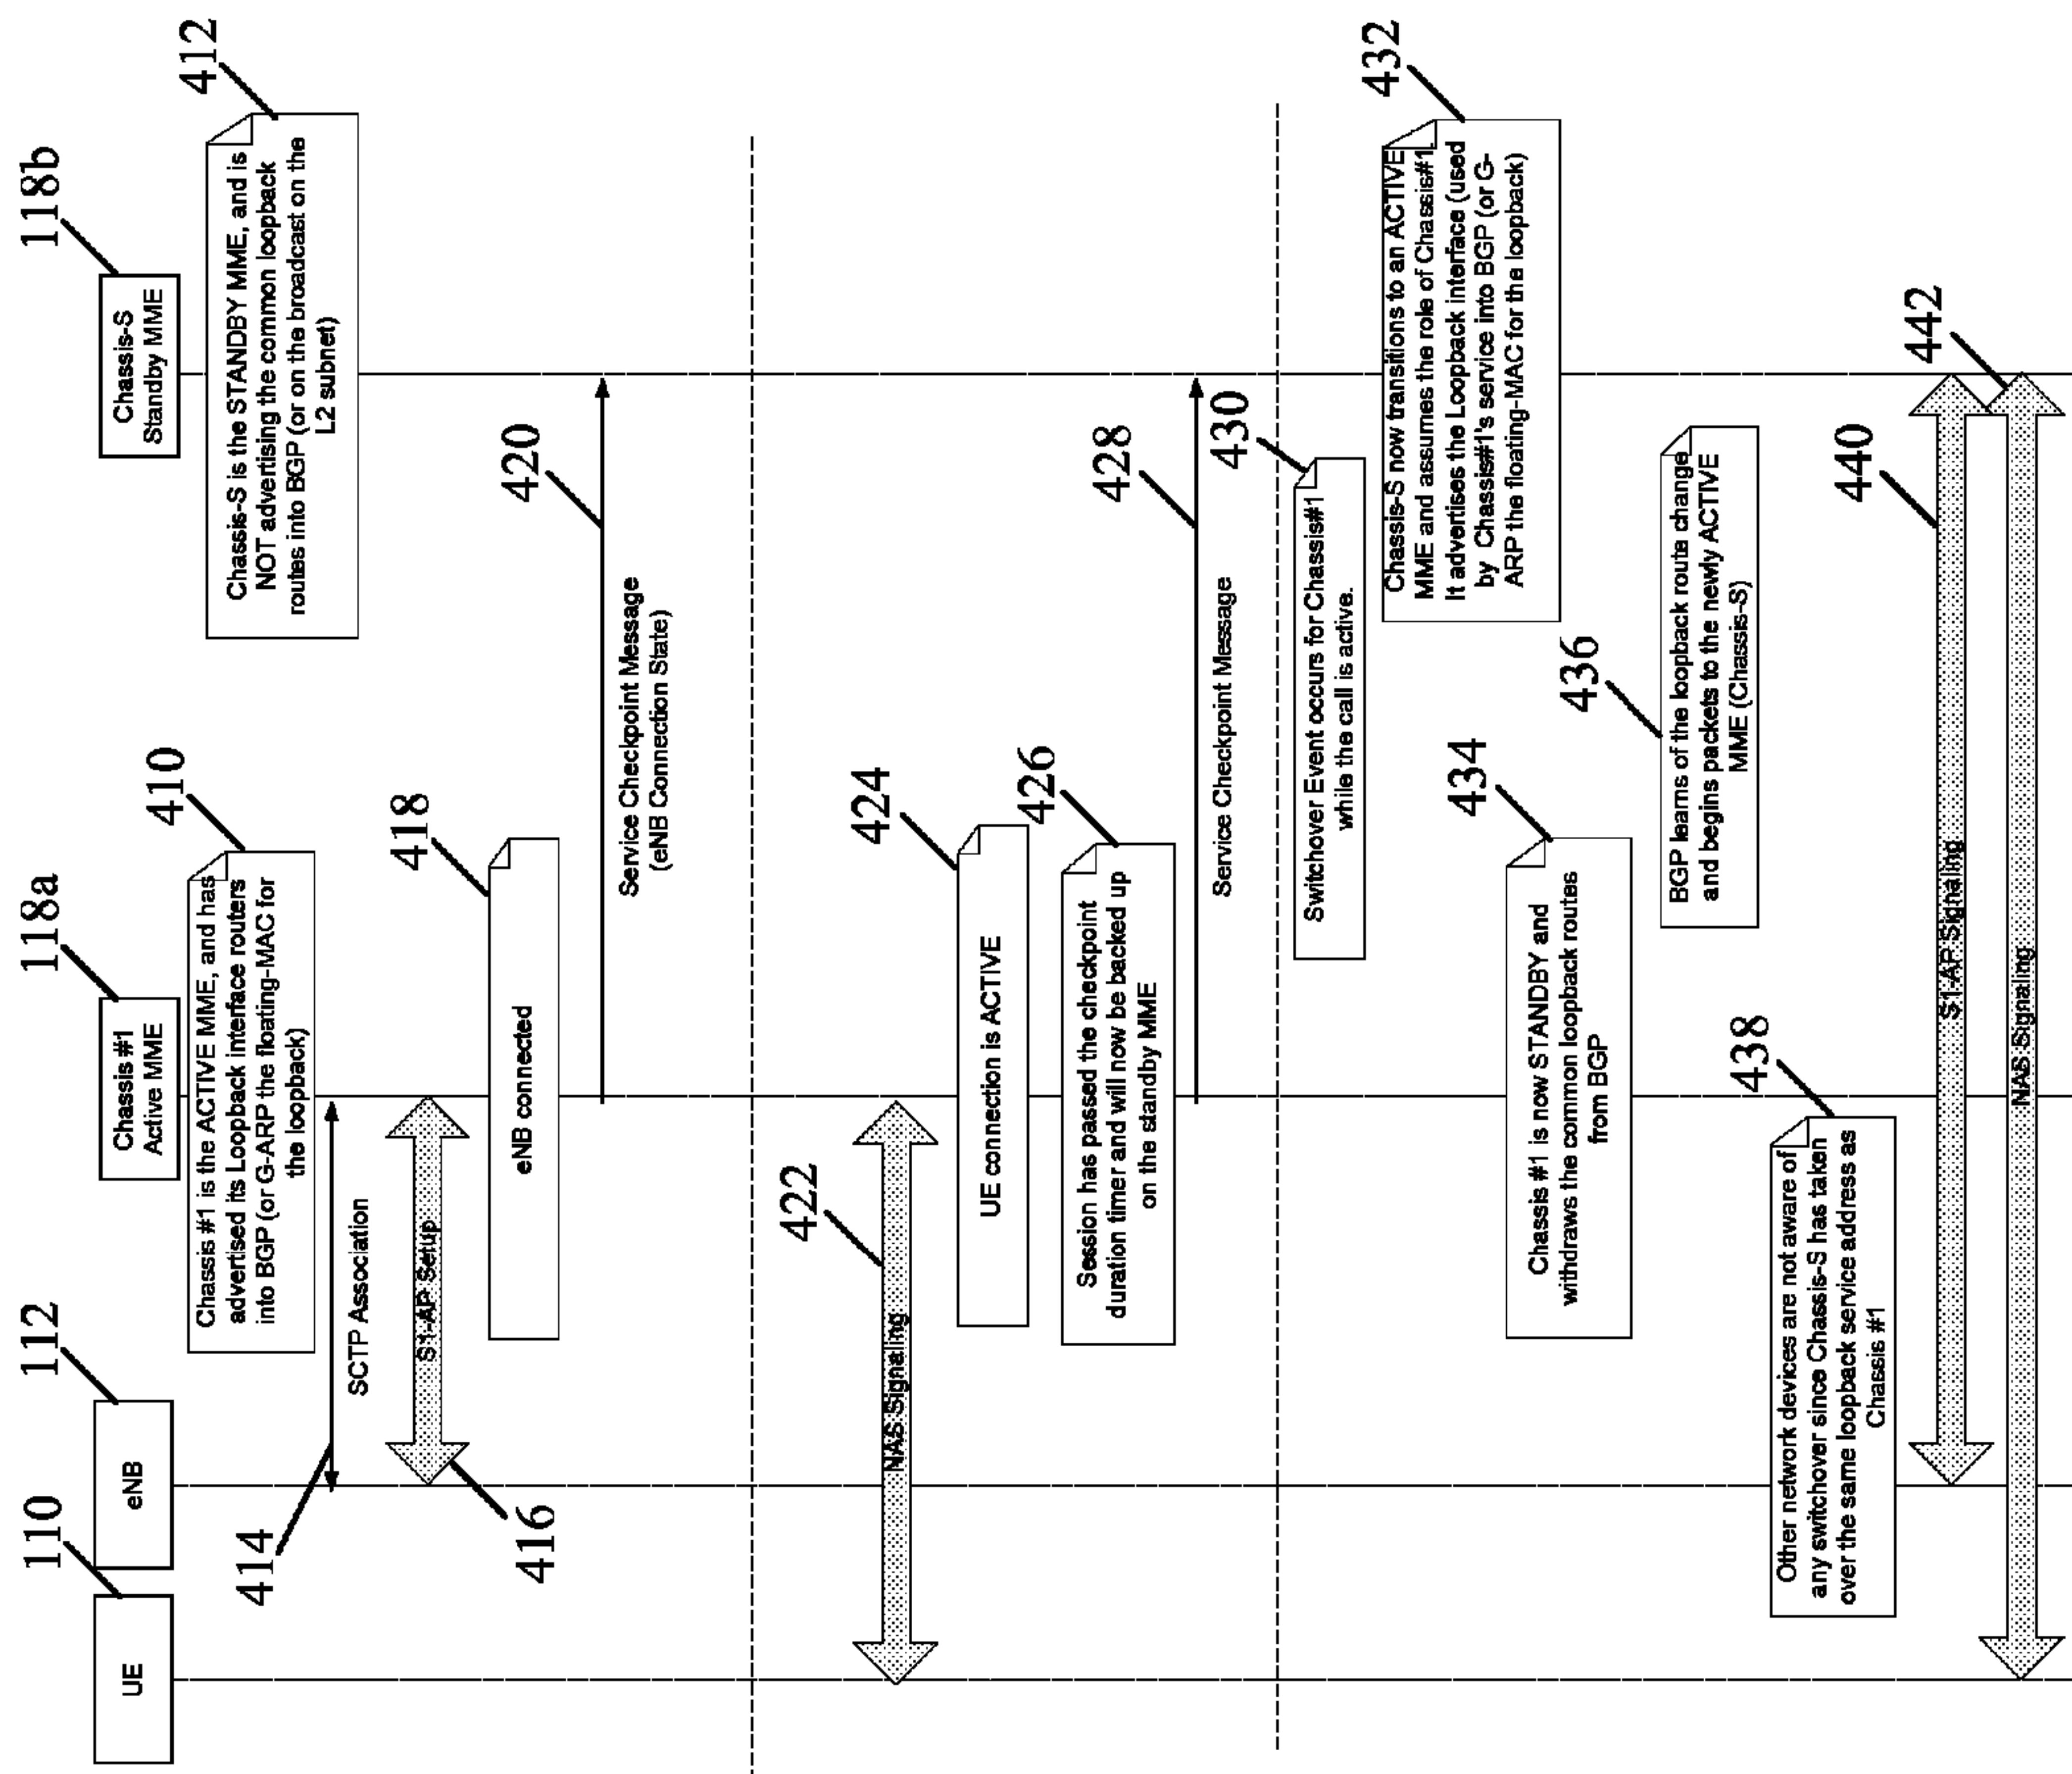 110
UE
112
eNB
118a
Chassis #1
Active MME
118b
Chassis-S
Standby MME
410
Chassis #1 is the ACTIVE MME, and has
advertised its Loopback interface routers
into BGP (or G-ARP the floating-MAC for
the loopback)
412
Chassis-S is the STANDBY MME, and is
NOT advertising the common loopback
routes into BGP (or on the broadcast on the
L2 subnet)
414
SCTP Association
416
S1-AP Setup
418
eNB connected
420
Service Checkpoint Message
(eNB Connection State)
422
NAS Signaling
424
UE connection is ACTIVE
426
Session has passed the checkpoint
duration timer and will now be backed up
on the standby MME
428
Service Checkpoint Message
430
Switchover Event occurs for Chassis#1
while the call is active.
432
Chassis-S now transitions to an ACTIVE
MME and assumes the role of Chassis#1.
It advertises the Loopback interface (used
by Chassis#1's service into BGP (or G-
ARP the floating-MAC for the loopback)
434
Chassis #1 is now STANDBY and
withdraws the common loopback routes
from BGP
436
BGP learns of the loopback route change
and begins packets to the newly ACTIVE
MME (Chassis-S)
438
Other network devices are not aware of
any switchover since Chassis-S has taken
over the same loopback service address as
Chassis #1
440
S1-AP Signaling
442
NAS Signaling